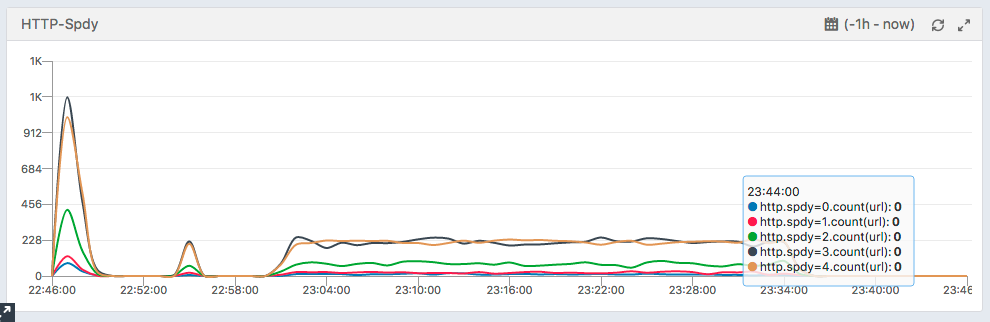 HTTP-Spdy
(-1h - now)
1K
1K
912
684
456
228
0
23:44:00
http.spdy=0.count(url): 0
http.spdy=1.count(url): 0
http.spdy=2.count(url): 0
http.spdy=3.count(url): 0
http.spdy=4.count(url): 0
22:46:00 22:52:00 22:58:00 23:04:00 23:10:00 23:16:00 23:22:00 23:28:00 23:34:00 23:40:00 23:46